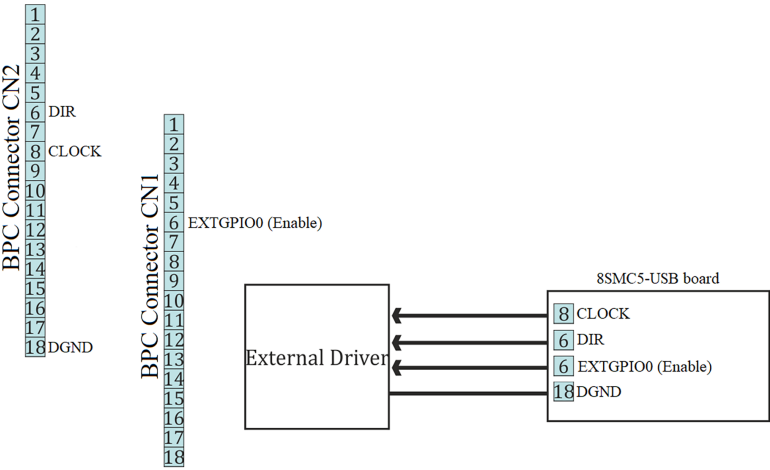 BPC Connector CN2
1
2
3
4
5
6 DIR
7
8 CLOCK
9
10
11
12
13
14
15
16
17
18 DGND
BPC Connector CN1
1
2
3
4
5
6 EXTGPIO0 (Enable)
7
8
9
10
11
12
13
14
15
16
17
18
External Driver
8SMC5-USB board
8 CLOCK
6 DIR
6 EXTGPIO0 (Enable)
18 DGND